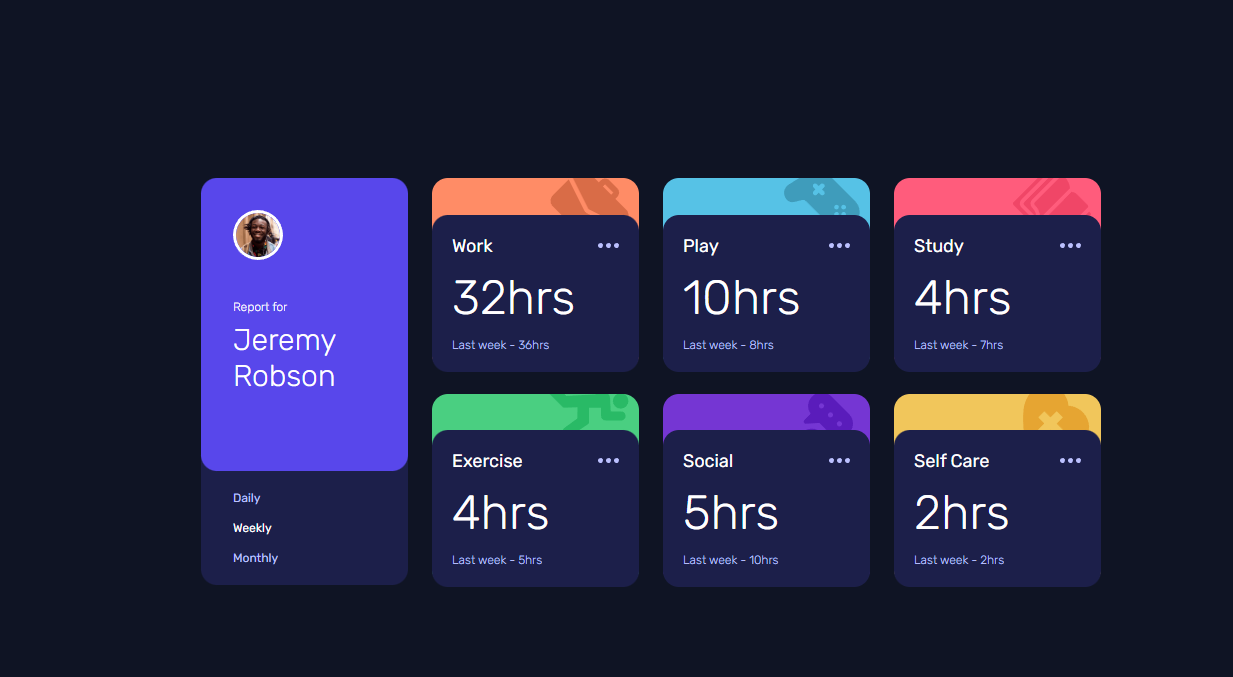 Report for
Jeremy
Robson
Daily
Weekly
Monthly
Work
32hrs
Last week - 36hrs
Play
10hrs
Last week - 8hrs
Study
4hrs
Last week - 7hrs
Exercise
4hrs
Last week - 5hrs
Social
5hrs
Last week - 10hrs
Self Care
2hrs
Last week - 2hrs